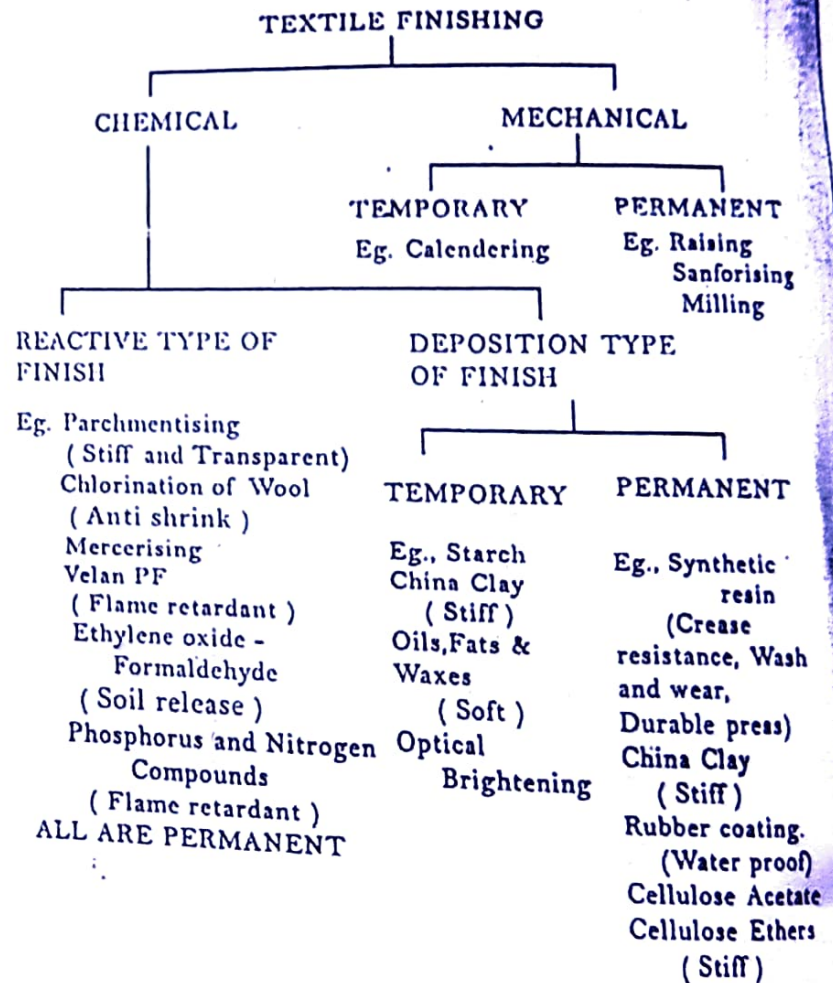 TEXTILE FINISHING
CHEMICAL
MECHANICAL
TEMPORARY
Eg. Calendering
PERMANENT
Eg. Raising
Sanforising
Milling
REACTIVE TYPE OF
FINISH
Eg. Parchmentising
( Stiff and Transparent)
Chlorination of Wool
( Anti shrink )
Mercerising
Velan PF
( Flame retardant )
Ethylene oxide -
Formaldehyde
( Soil release )
Phosphorus and Nitrogen
Compounds
( Flame retardant )
ALL ARE PERMANENT
DEPOSITION TYPE
OF FINISH
TEMPORARY
Eg., Starch
China Clay
( Stiff )
Oils,Fats &
Waxes
( Soft )
Optical
Brightening
PERMANENT
Eg., Synthetic
resin
(Crease
resistance, Wash
and wear,
Durable press)
China Clay
( Stiff )
Rubber coating.
(Water proof)
Cellulose Acetate
Cellulose Ethers
( Stiff )